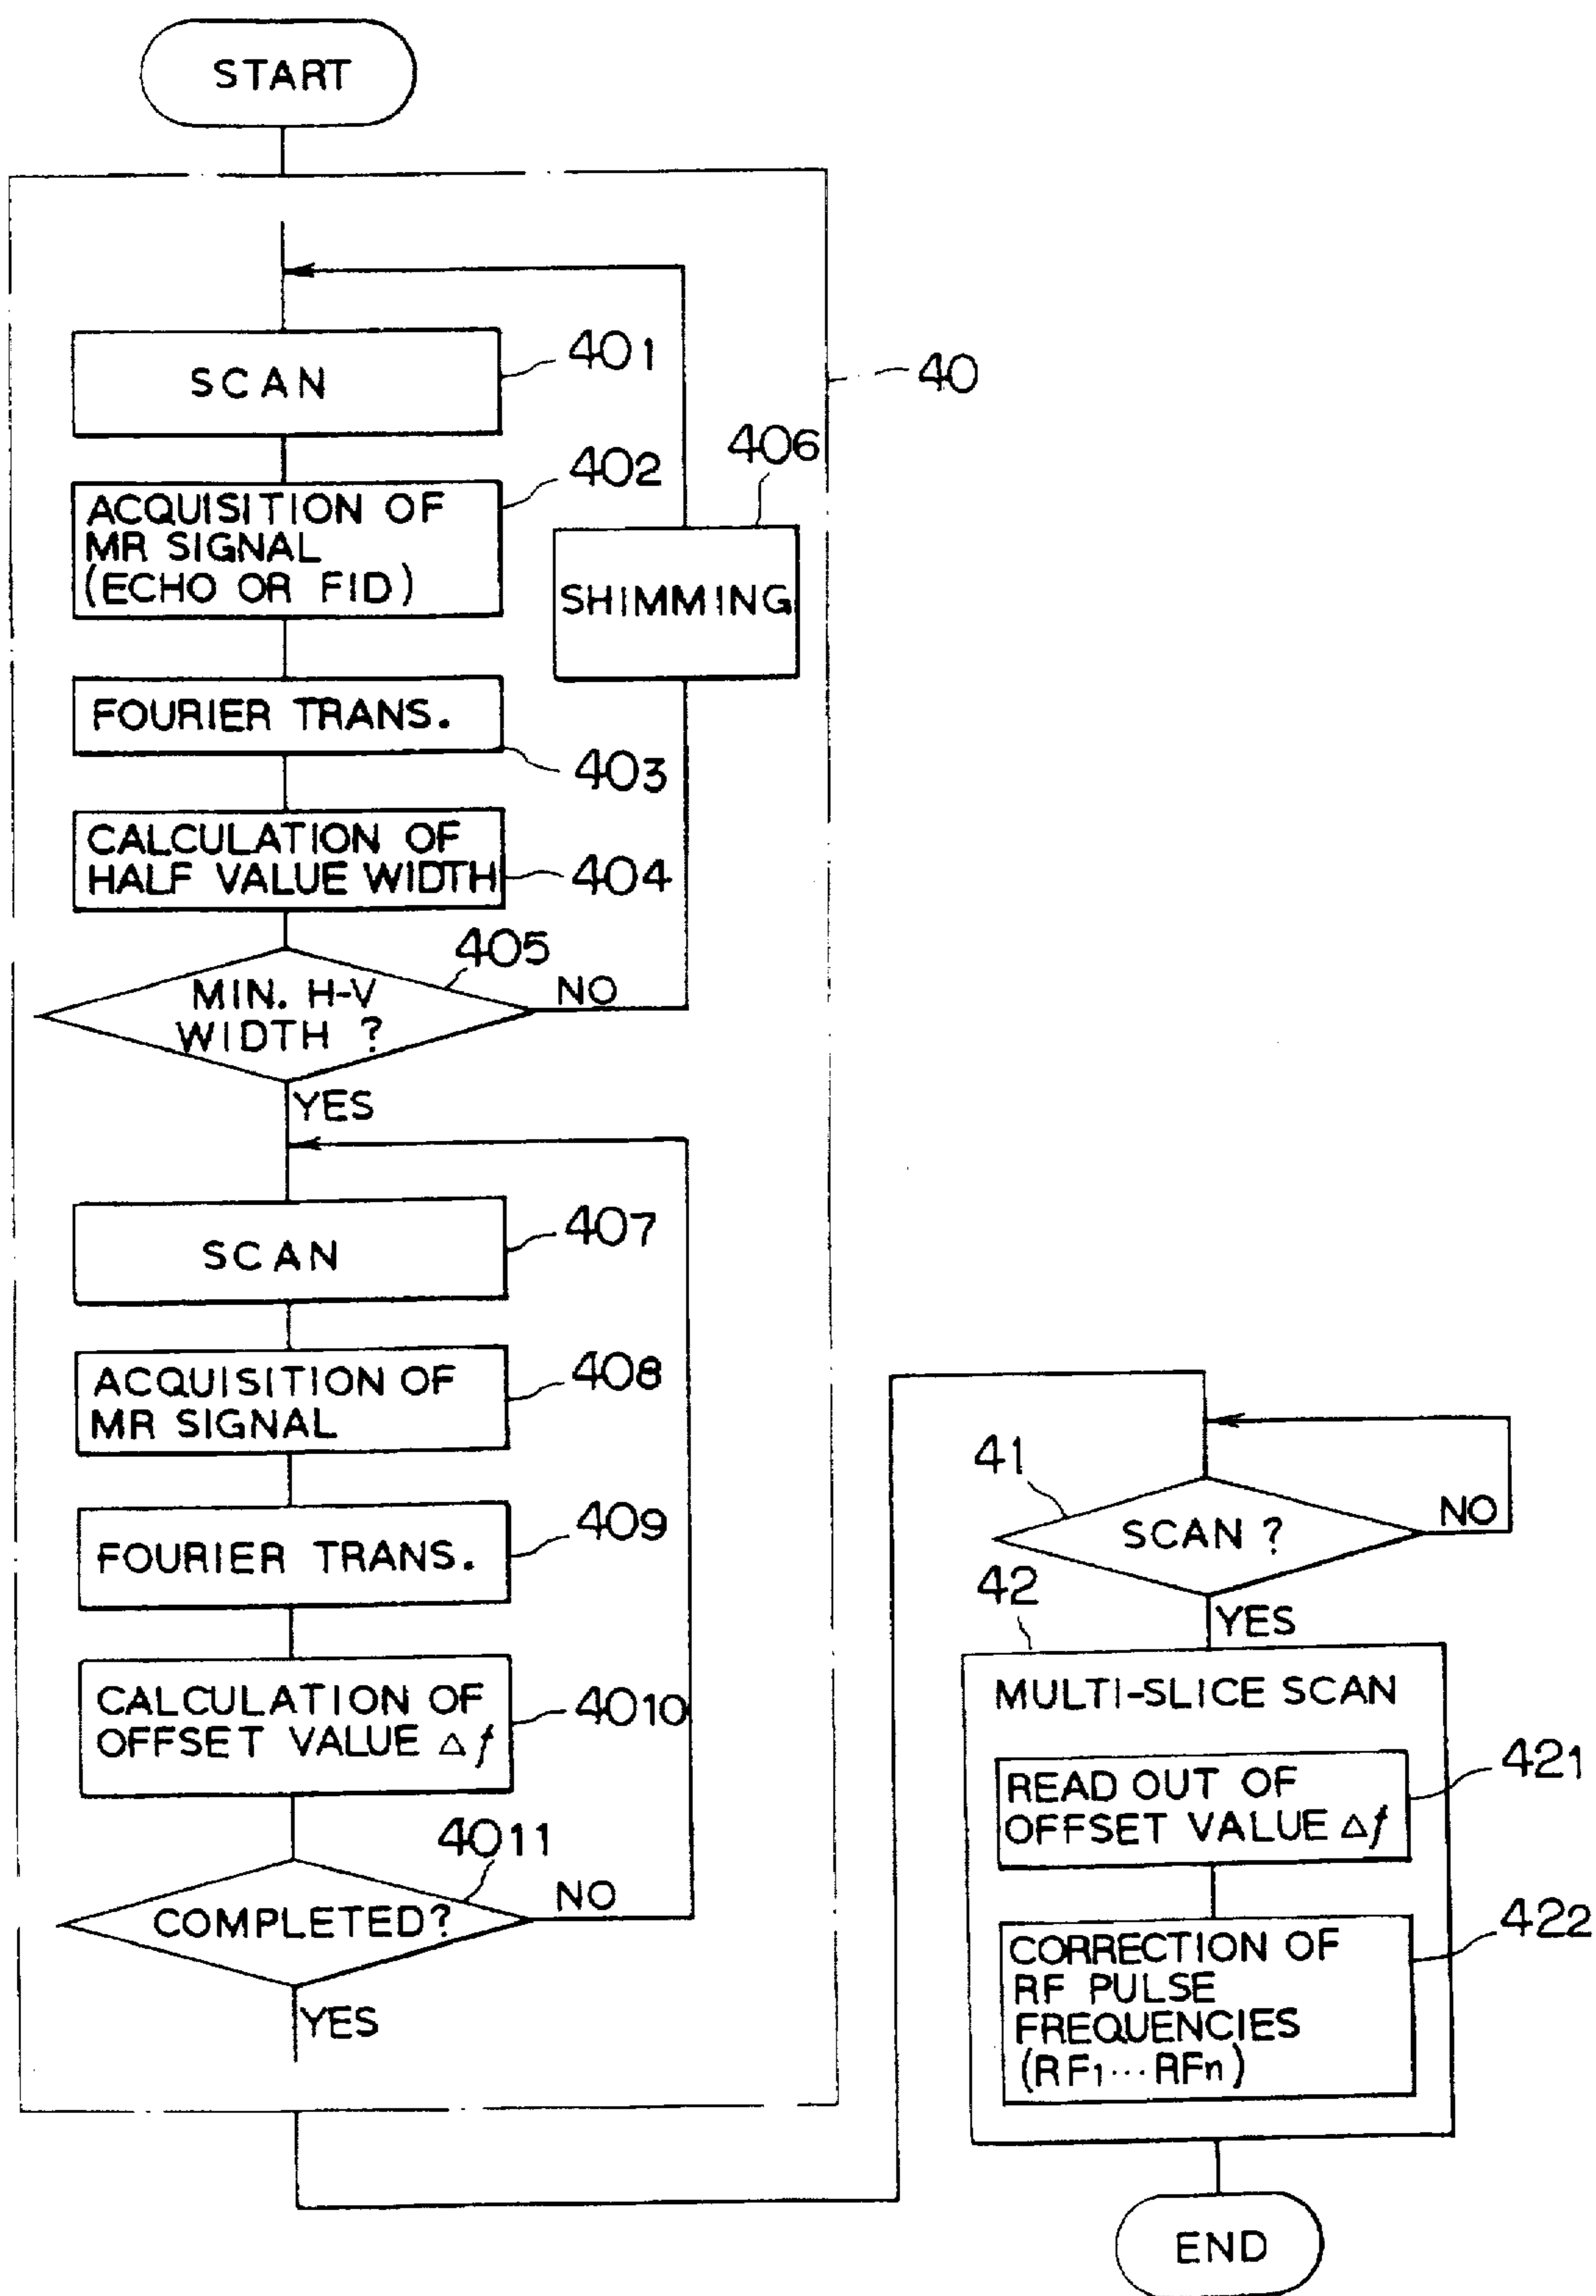 START
SCAN
401
40
402
ACQUISITION OF
MR SIGNAL
(ECHO OR FID)
406
SHIMMING
FOURIER TRANS.
403
CALCULATION OF
HALF VALUE WIDTH
404
405
MIN. H-V
WIDTH ?
NO
YES
SCAN
407
ACQUISITION OF
MR SIGNAL
408
FOURIER TRANS.
409
CALCULATION OF
OFFSET VALUE Δf
4010
4011
COMPLETED?
NO
YES
41
SCAN ?
NO
YES
42
MULTI-SLICE SCAN
READ OUT OF
OFFSET VALUE Δf
421
CORRECTION OF
RF PULSE
FREQUENCIES
(RF1···RFn)
422
END